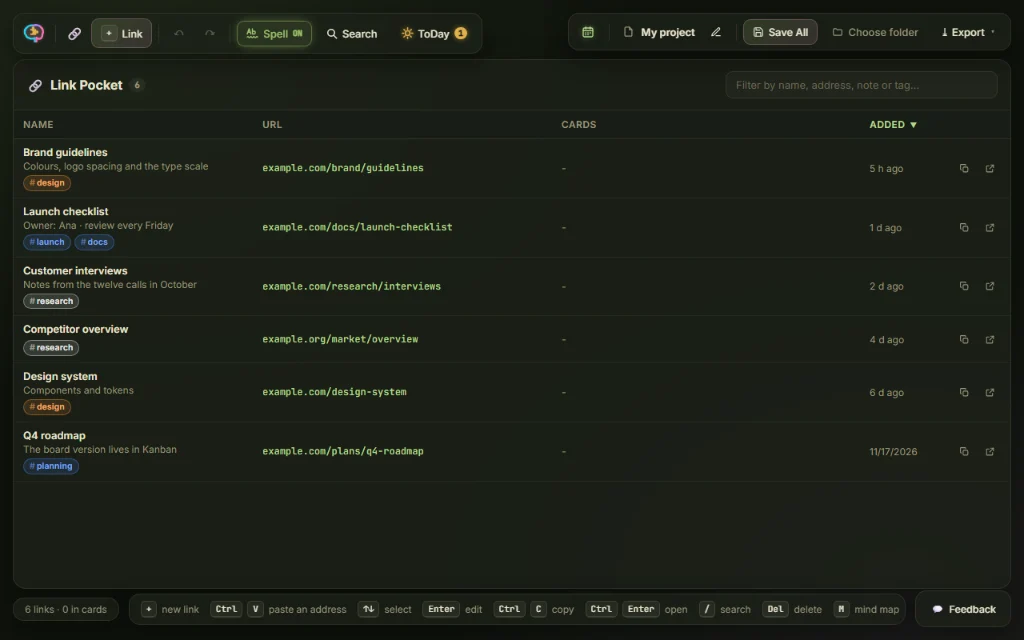 + Link
Ab Spell ON
Search
ToDay 1
My project
Save All
Choose folder
Export
Link Pocket 6
Filter by name, address, note or tag...
NAME URL CARDS ADDED ▼
Brand guidelines
Colours, logo spacing and the type scale
#design
example.com/brand/guidelines - 5 h ago
Launch checklist
Owner: Ana · review every Friday
#launch #docs
example.com/docs/launch-checklist - 1 d ago
Customer interviews
Notes from the twelve calls in October
#research
example.com/research/interviews - 2 d ago
Competitor overview
#research
example.org/market/overview - 4 d ago
Design system
Components and tokens
#design
example.com/design-system - 6 d ago
Q4 roadmap
The board version lives in Kanban
#planning
example.com/plans/q4-roadmap - 11/17/2026
6 links · 0 in cards
+ new link Ctrl V paste an address ↑↓ select Enter edit Ctrl C copy Ctrl Enter open / search Del delete M mind map
Feedback